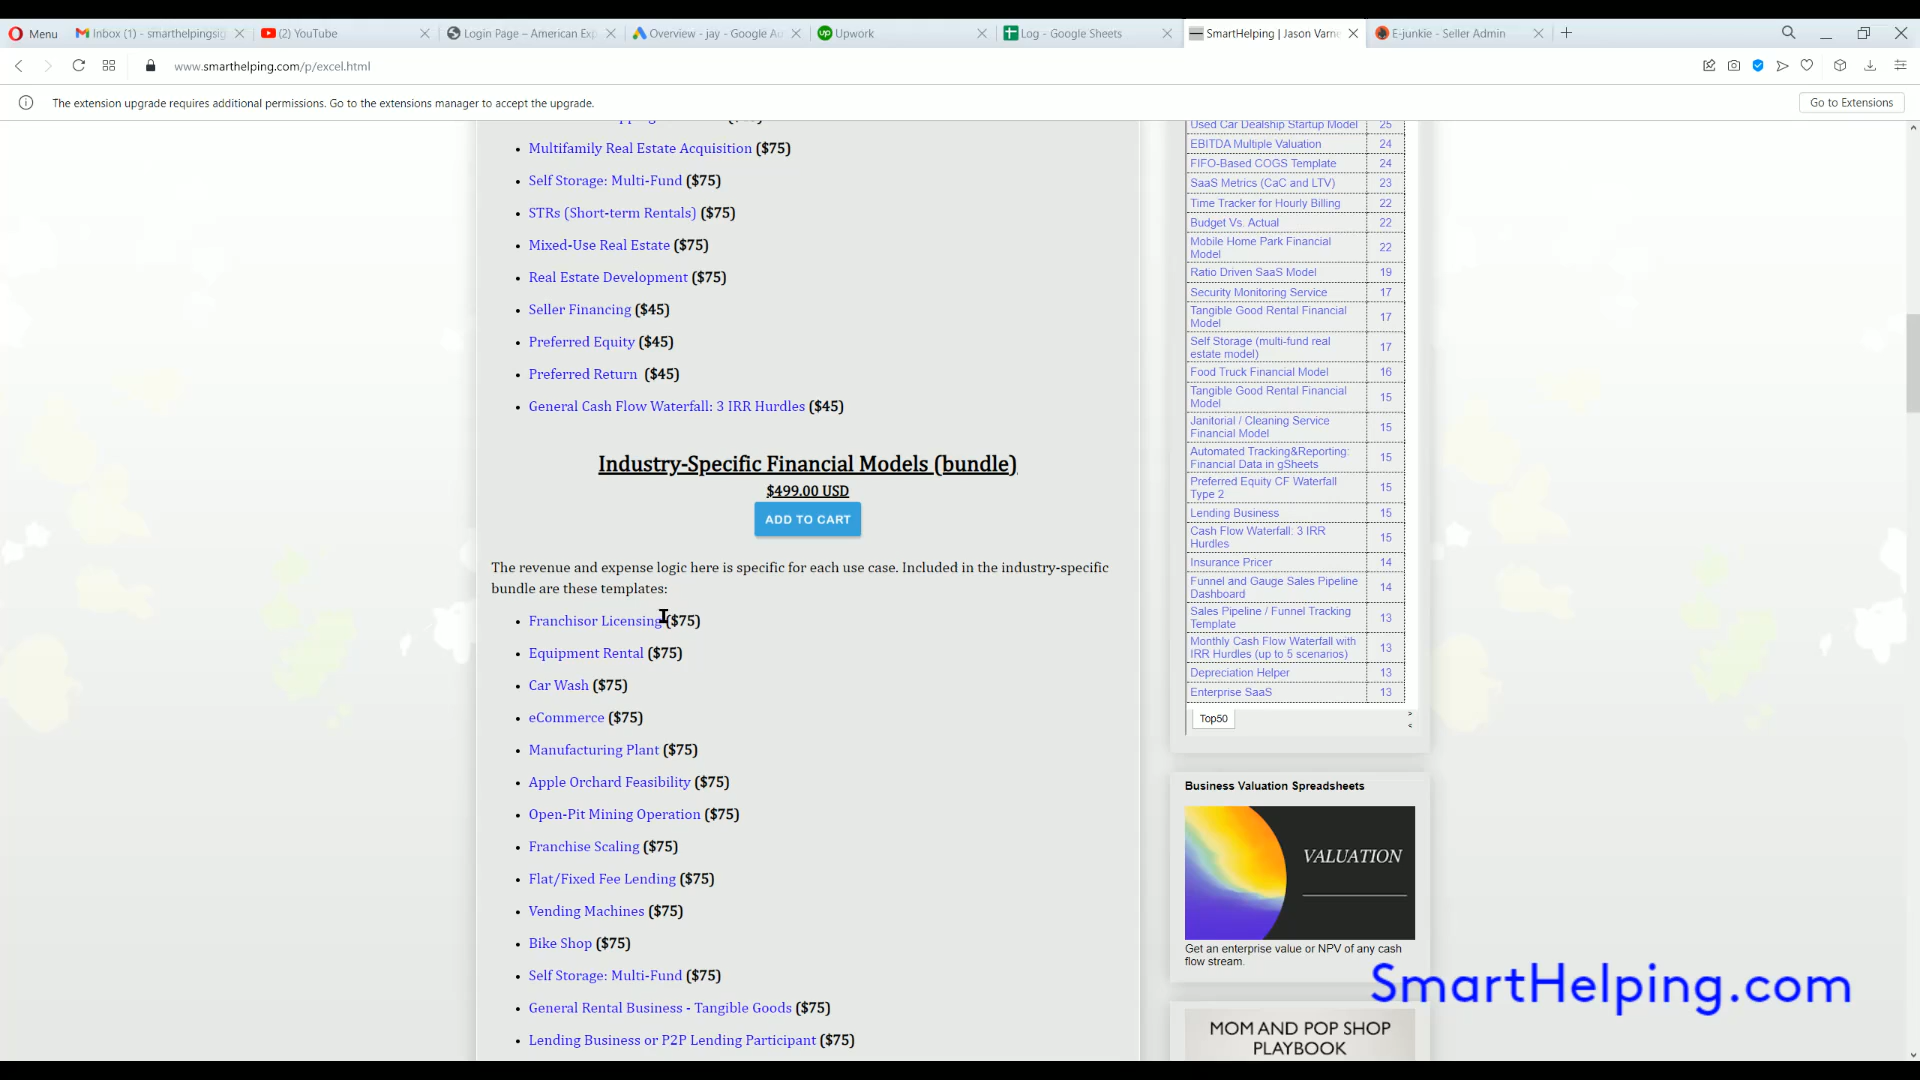 Menu
Inbox (1) - smarthelpingsig
(2) YouTube
Login Page – American Exp
Overview - jay - Google Ad
Upwork
Log - Google Sheets
SmartHelping | Jason Varne
E-junkie - Seller Admin
www.smarthelping.com/p/excel.html
The extension upgrade requires additional permissions. Go to the extensions manager to accept the upgrade.
Go to Extensions
Multifamily Real Estate Acquisition ($75)
Self Storage: Multi-Fund ($75)
STRs (Short-term Rentals) ($75)
Mixed-Use Real Estate ($75)
Real Estate Development ($75)
Seller Financing ($45)
Preferred Equity ($45)
Preferred Return ($45)
General Cash Flow Waterfall: 3 IRR Hurdles ($45)
Industry-Specific Financial Models (bundle)
$499.00 USD
ADD TO CART
The revenue and expense logic here is specific for each use case. Included in the industry-specific
bundle are these templates:
Franchisor Licensing ($75)
Equipment Rental ($75)
Car Wash ($75)
eCommerce ($75)
Manufacturing Plant ($75)
Apple Orchard Feasibility ($75)
Open-Pit Mining Operation ($75)
Franchise Scaling ($75)
Flat/Fixed Fee Lending ($75)
Vending Machines ($75)
Bike Shop ($75)
Self Storage: Multi-Fund ($75)
General Rental Business - Tangible Goods ($75)
Lending Business or P2P Lending Participant ($75)
Used Car Dealership Startup Model 25
EBITDA Multiple Valuation 24
FIFO-Based COGS Template 24
SaaS Metrics (CaC and LTV) 23
Time Tracker for Hourly Billing 22
Budget Vs. Actual 22
Mobile Home Park Financial
Model 22
Ratio Driven SaaS Model 19
Security Monitoring Service 17
Tangible Good Rental Financial
Model 17
Self Storage (multi-fund real
estate model) 17
Food Truck Financial Model 16
Tangible Good Rental Financial
Model 15
Janitorial / Cleaning Service
Financial Model 15
Automated Tracking&Reporting:
Financial Data in gSheets 15
Preferred Equity CF Waterfall
Type 2 15
Lending Business 15
Cash Flow Waterfall: 3 IRR
Hurdles 15
Insurance Pricer 14
Funnel and Gauge Sales Pipeline
Dashboard 14
Sales Pipeline / Funnel Tracking
Template 13
Monthly Cash Flow Waterfall with
IRR Hurdles (up to 5 scenarios) 13
Depreciation Helper 13
Enterprise SaaS 13
Top50
Business Valuation Spreadsheets
VALUATION
Get an enterprise value or NPV of any cash
flow stream.
SmartHelping.com
MOM AND POP SHOP
PLAYBOOK